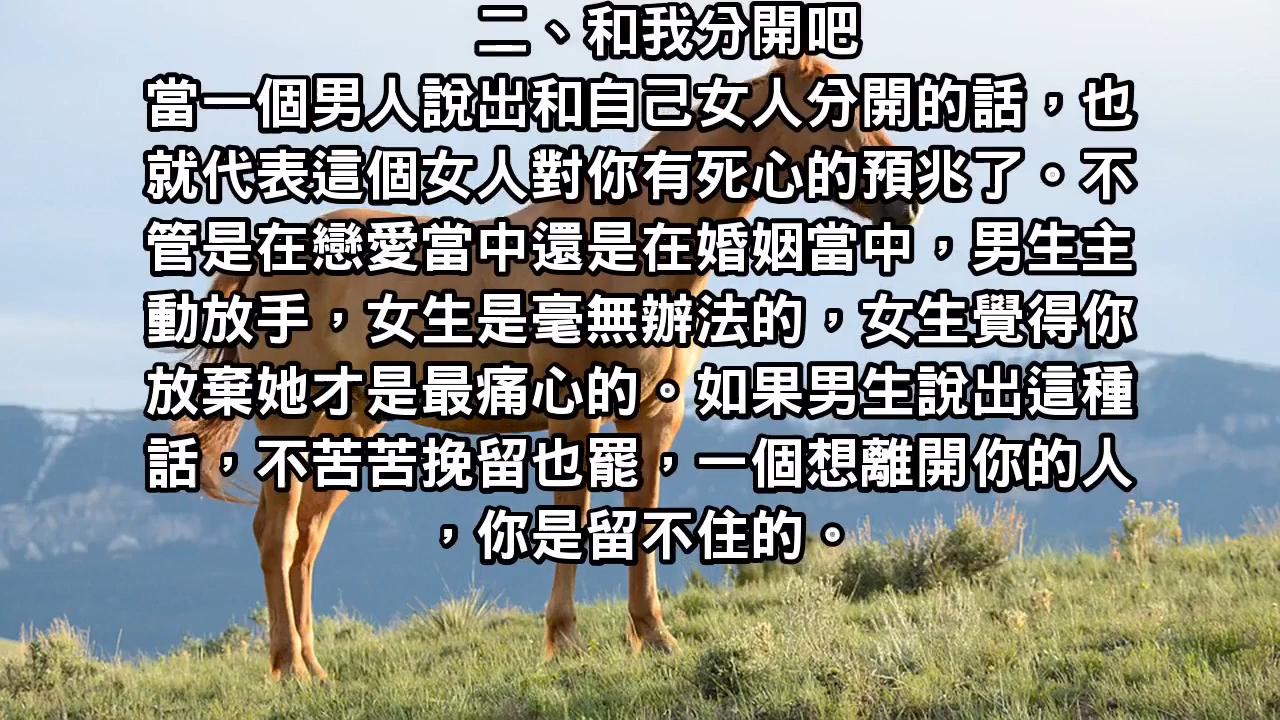 二、和我分開吧
當一個男人說出和自己女人分開的話，也
就代表這個女人對你有死心的預兆了。不
管是在戀愛當中還是在婚姻當中，男生主
動放手，女生是毫無辦法的，女生覺得你
放棄她才是最痛心的。如果男生說出這種
話，不苦苦挽留也罷，一個想離開你的人
，你是留不住的。